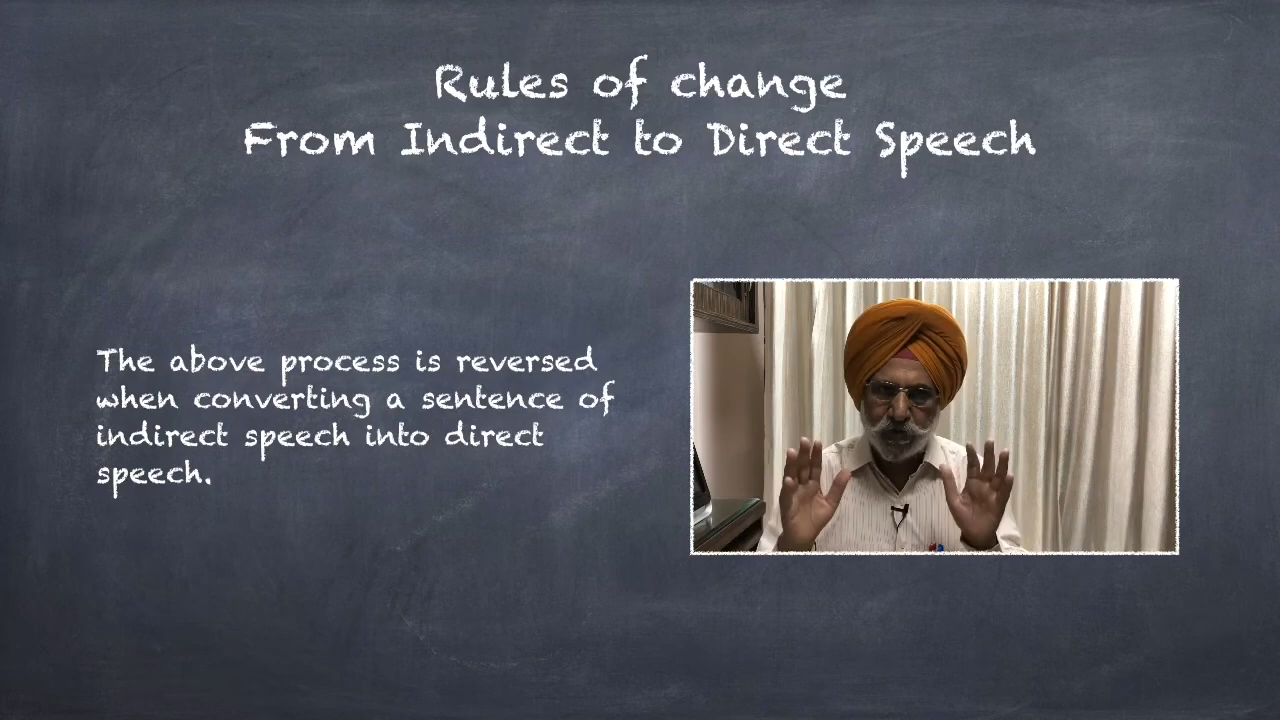 Rules of change
From Indirect to Direct Speech
The above process is reversed
when converting a sentence of
indirect speech into direct
speech.